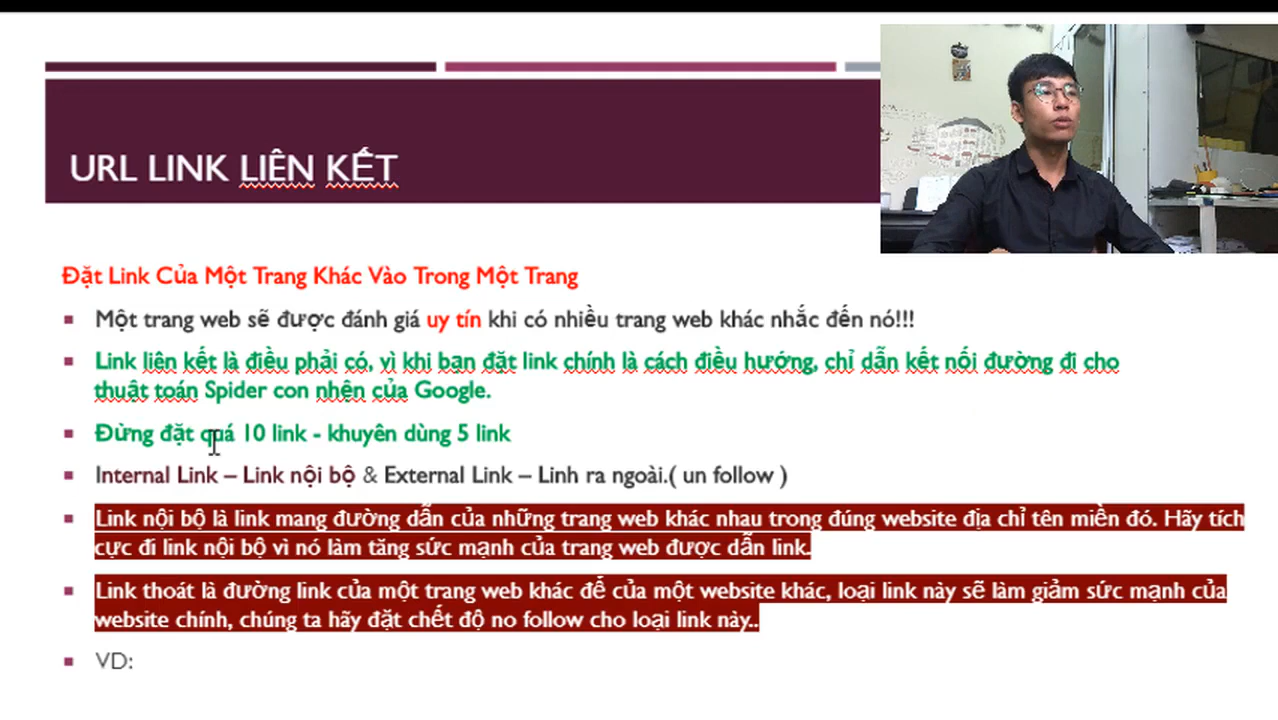 URL LINK LIÊN KẾT
Đặt Link Của Một Trang Khác Vào Trong Một Trang
Một trang web sẽ được đánh giá uy tín khi có nhiều trang web khác nhắc đến nó!!!
Link liên kết là điều phải có, vì khi bạn đặt link chính là cách điều hướng, chỉ dẫn kết nối đường đi cho
thuật toán Spider con nhện của Google.
Đừng đặt quá 10 link - khuyên dùng 5 link
Internal Link – Link nội bộ & External Link – Linh ra ngoài.( un follow )
Link nội bộ là link mang đường dẫn của những trang web khác nhau trong đúng website địa chỉ tên miền đó. Hãy tích
cực đi link nội bộ vì nó làm tăng sức mạnh của trang web được dẫn link.
Link thoát là đường link của một trang web khác để của một website khác, loại link này sẽ làm giảm sức mạnh của
website chính, chúng ta hãy đặt chết độ no follow cho loại link này..
VD: